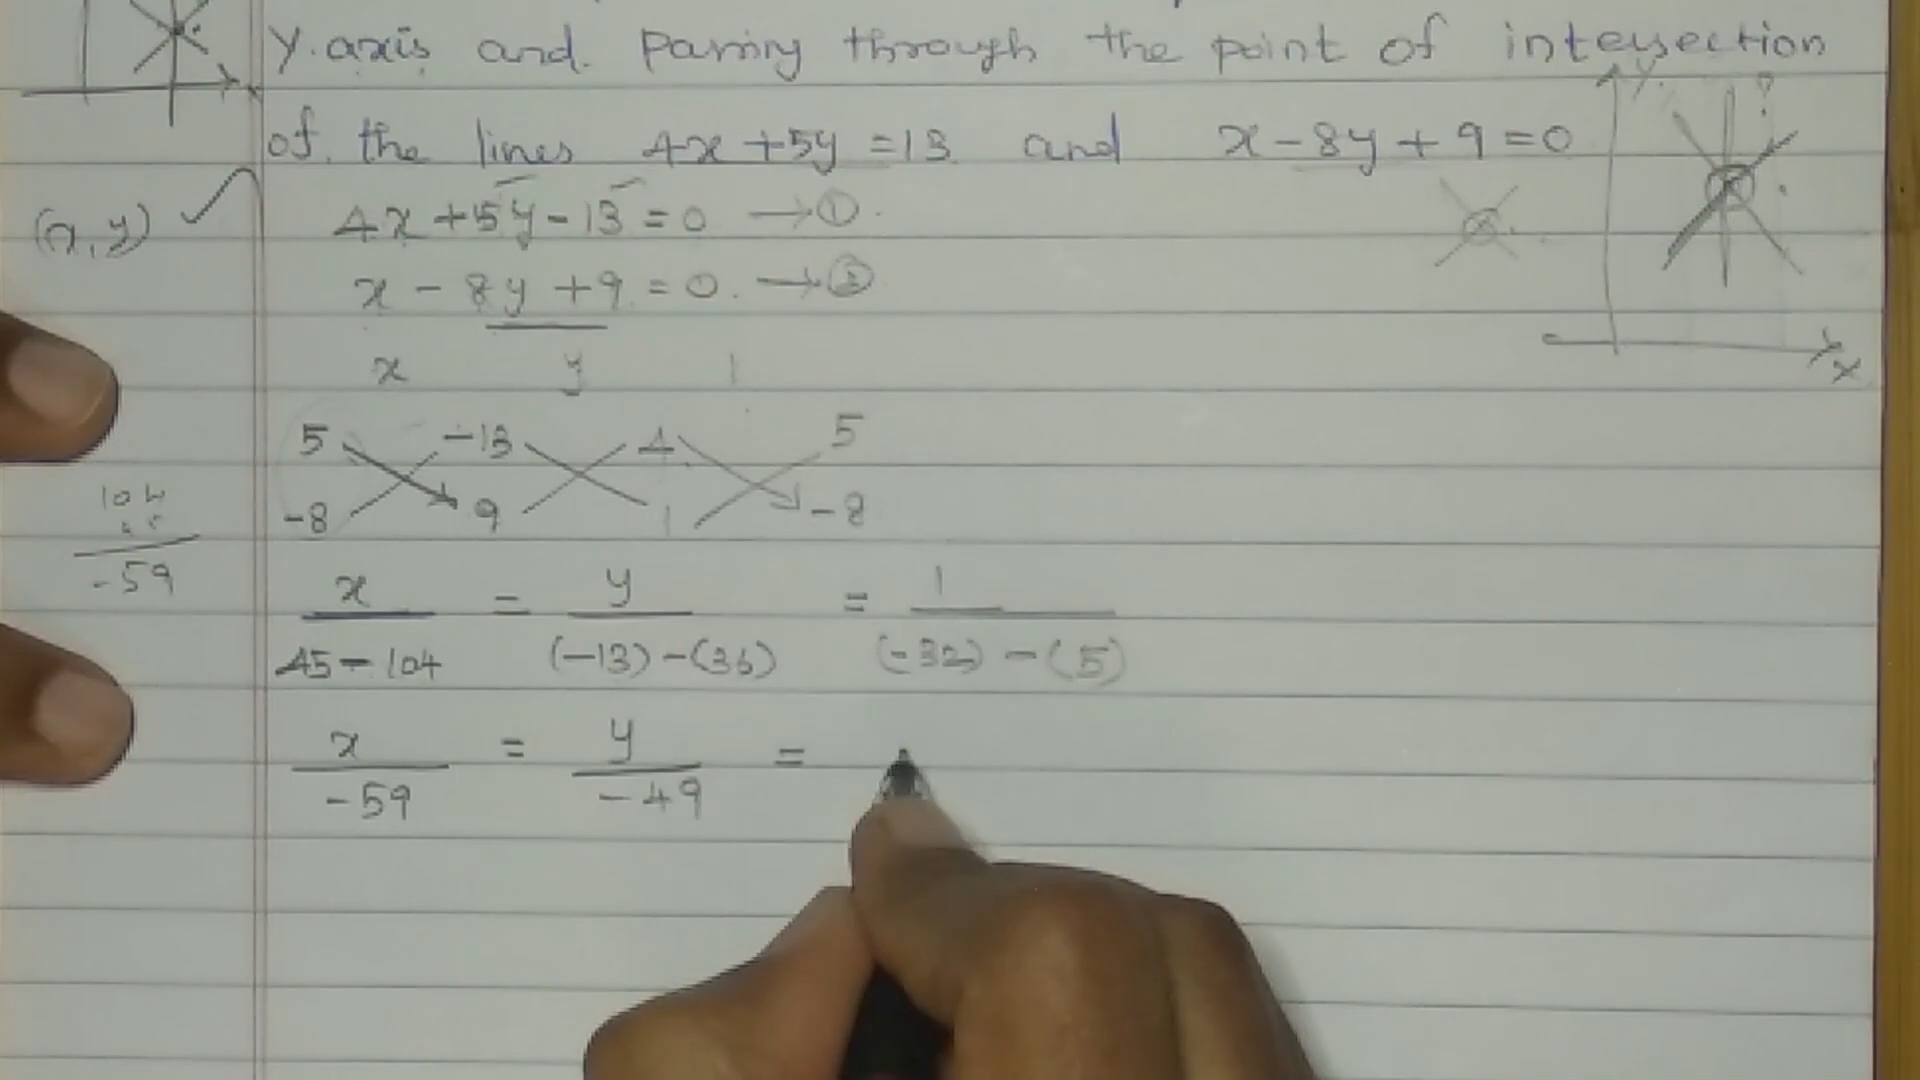 Y. axis and. Passing through the point of intersection
of. the lines 4x + 5y = 13 and x - 8y + 9 = 0
(x, y) 4x + 5y - 13 = 0 → ①.
x - 8y + 9 = 0. → ②
x y 1
5 -13 4 5
-8 9 1 -8
104
-59
x = y = 1
45 - 104 (-13) - (36) (-32) - (5)
x = y =
-59 -49
y
x